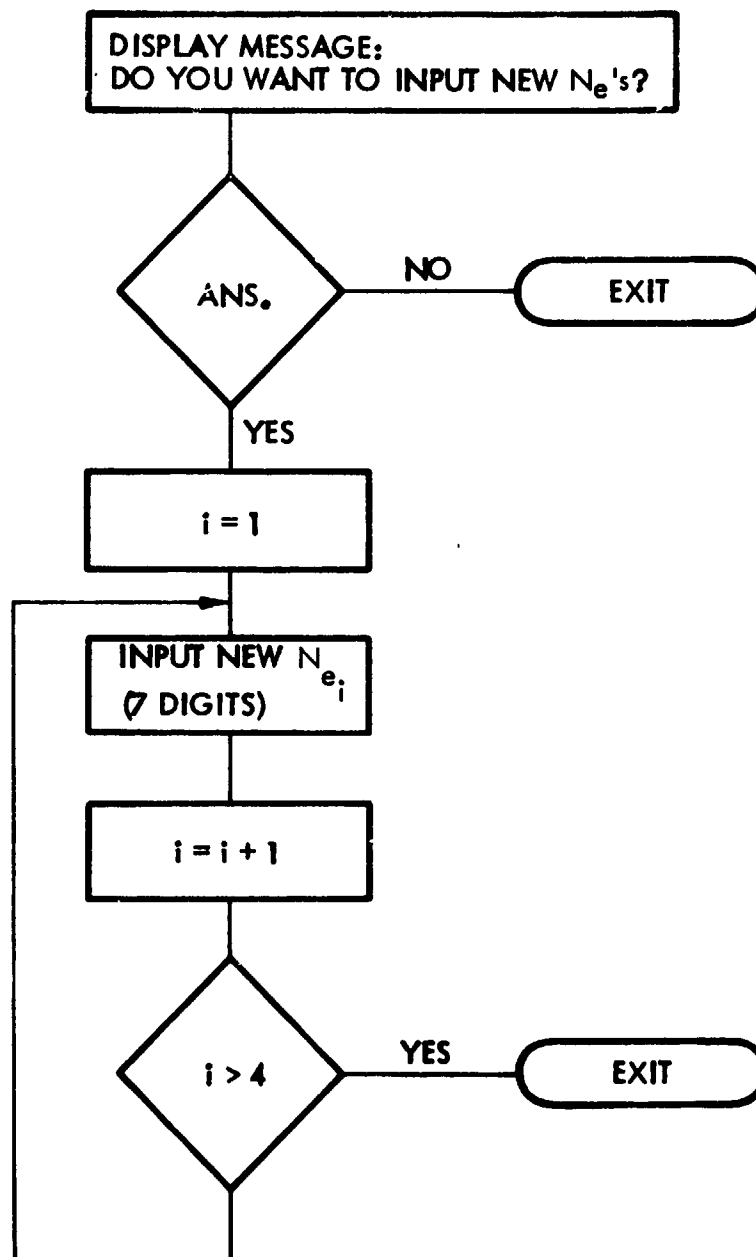 DISPLAY MESSAGE:
DO YOU WANT TO INPUT NEW Ne's?
ANS.
NO
EXIT
YES
i = 1
INPUT NEW Nei
(7 DIGITS)
i = i + 1
i > 4
YES
EXIT